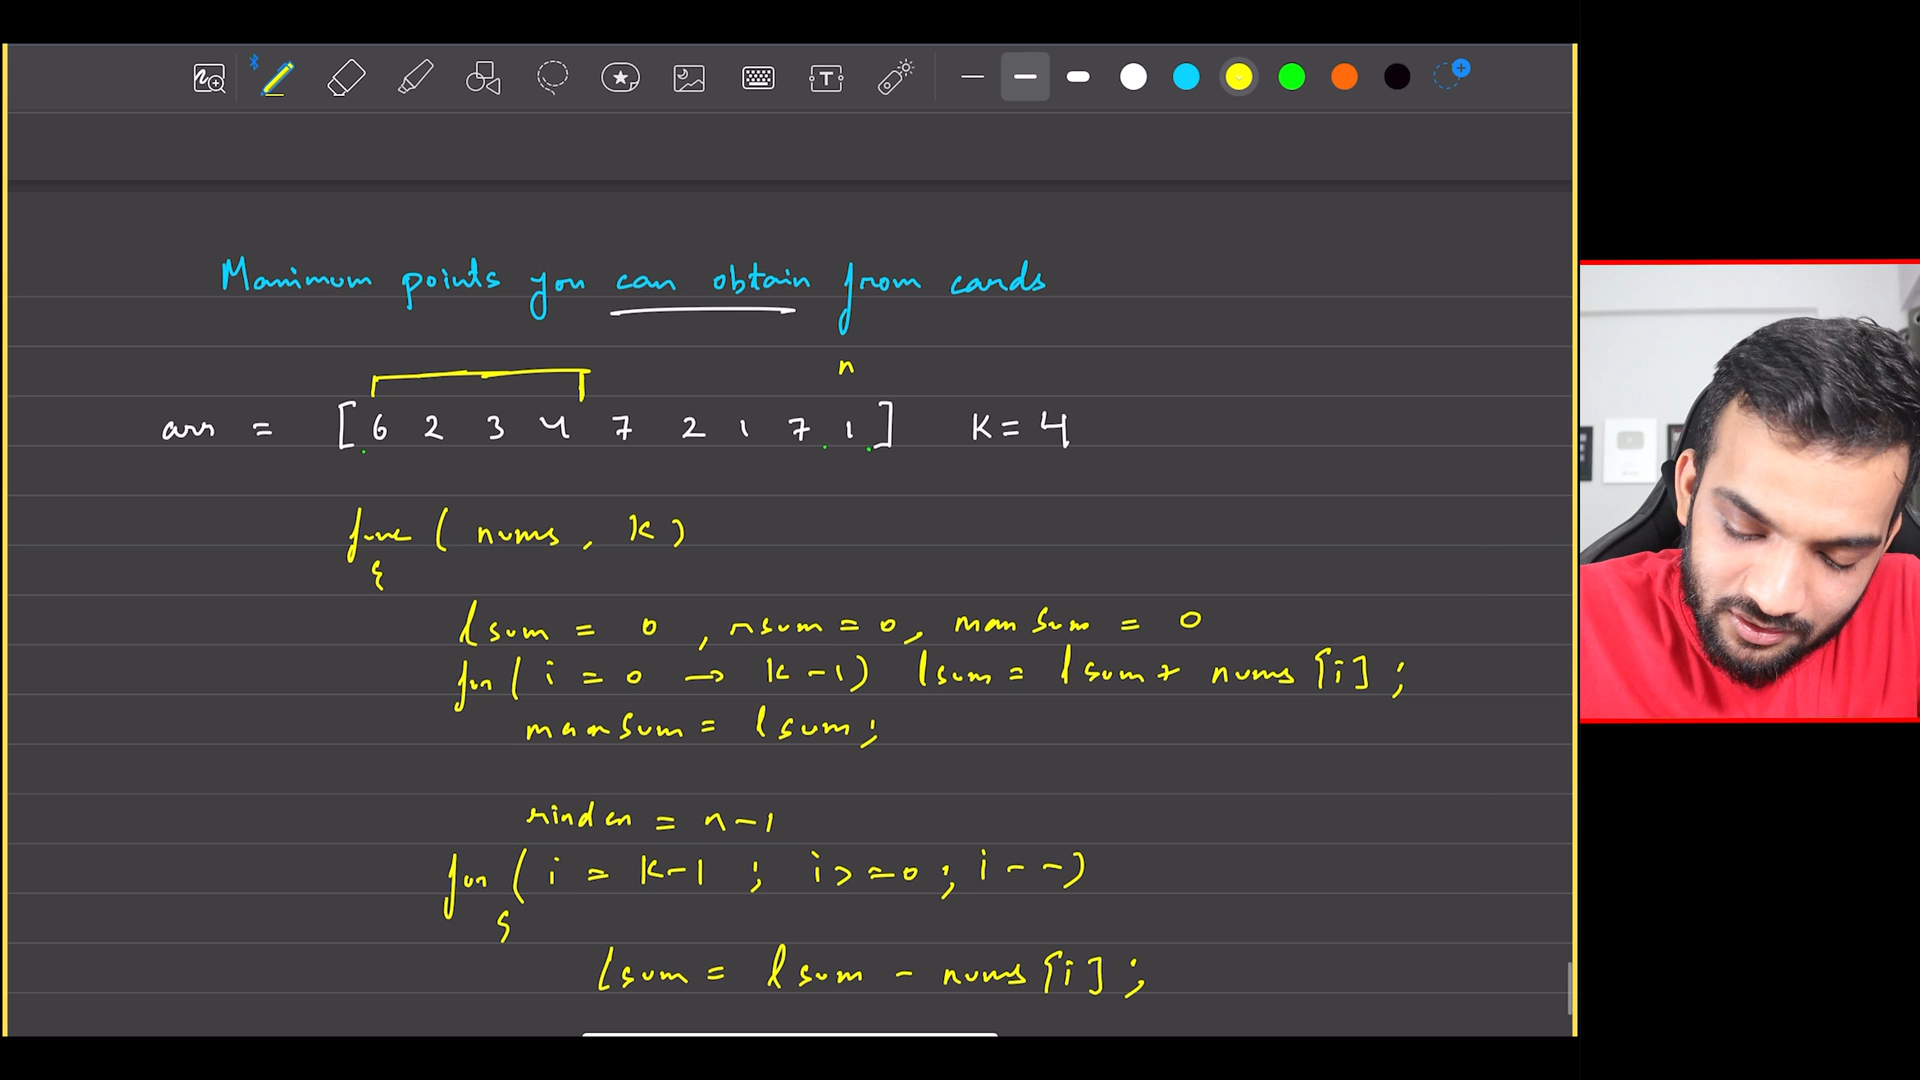 Maximum points you can obtain from cards
n
arr = [6 2 3 4 7 2 1 7 1] K = 4
func (nums, k)
{
lsum = 0, rsum = 0, maxSum = 0
for (i = 0 → k-1) lsum = lsum + nums[i];
maxSum = lsum;
rindex = n-1
for (i = k-1; i >= 0; i--)
{
lsum = lsum - nums[i];